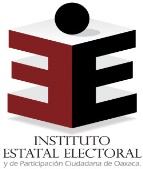 INSTITUTO
ESTATAL ELECTORAL
y de Participación Ciudadana de Oaxaca.